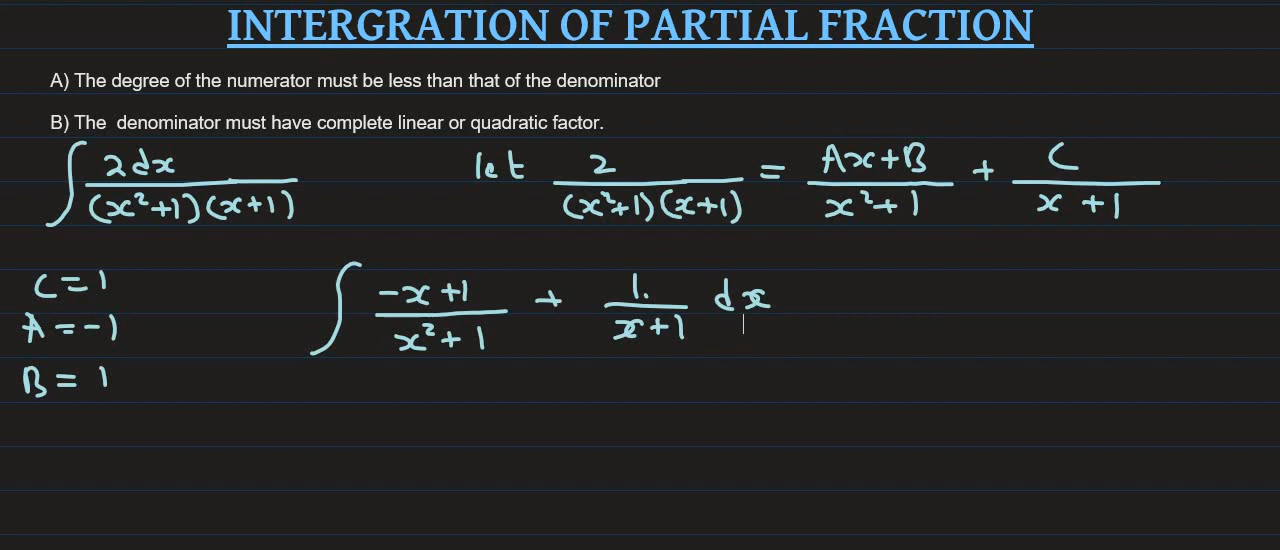 INTERGRATION OF PARTIAL FRACTION
A) The degree of the numerator must be less than that of the denominator
B) The  denominator must have complete linear or quadratic factor.
∫ 2dx / (x²+1)(x+1)   let 2 / (x²+1)(x+1) = Ax+B / x²+1 + C / x+1
C = 1   ∫ -x+1 / x²+1 + 1. / x+1 dx
A = -1
B = 1